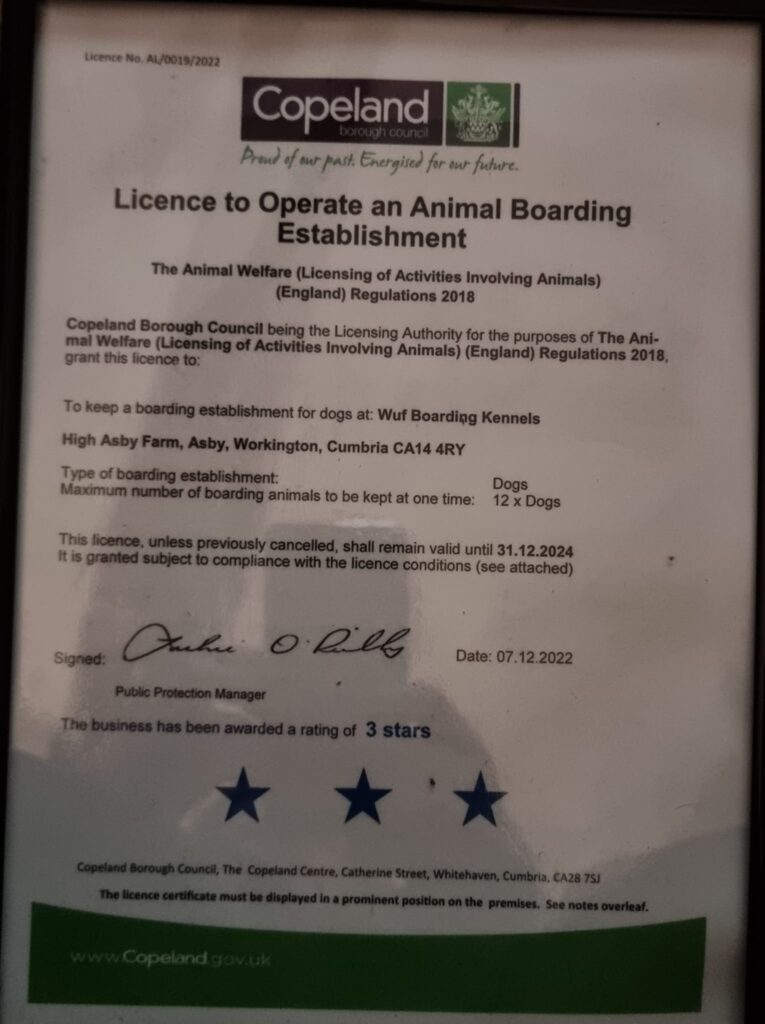 Licence No. AL/0019/2022
Copeland
borough council
Proud of our past. Energised for our future.
Licence to Operate an Animal Boarding
Establishment
The Animal Welfare (Licensing of Activities Involving Animals)
(England) Regulations 2018
Copeland Borough Council being the Licensing Authority for the purposes of The Ani-
mal Welfare (Licensing of Activities Involving Animals) (England) Regulations 2018,
grant this licence to:
To keep a boarding establishment for dogs at: Wuf Boarding Kennels
High Asby Farm, Asby, Workington, Cumbria CA14 4RY
Type of boarding establishment: Dogs
Maximum number of boarding animals to be kept at one time: 12 x Dogs
This licence, unless previously cancelled, shall remain valid until 31.12.2024
It is granted subject to compliance with the licence conditions (see attached)
Signed: O'Reilly Date: 07.12.2022
Public Protection Manager
The business has been awarded a rating of 3 stars
Copeland Borough Council, The Copeland Centre, Catherine Street, Whitehaven, Cumbria, CA28 7SJ
The licence certificate must be displayed in a prominent position on the premises. See notes overleaf.
www.Copeland.gov.uk